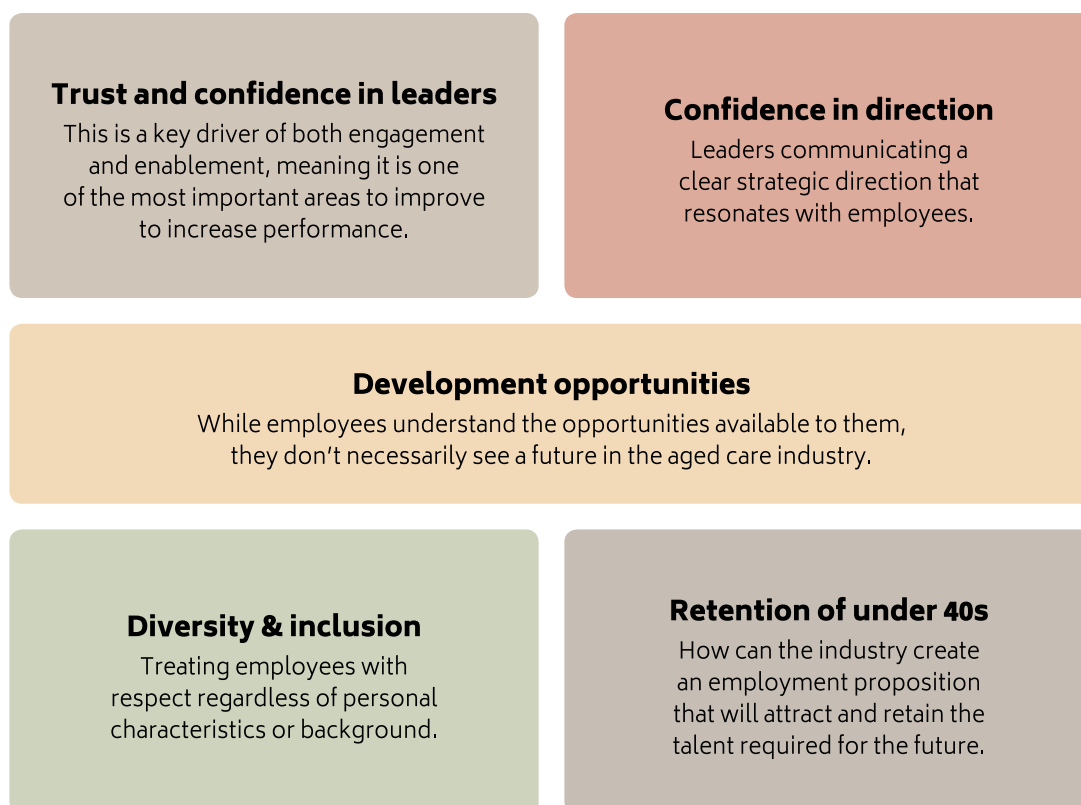 Trust and confidence in leaders
This is a key driver of both engagement
and enablement, meaning it is one
of the most important areas to improve
to increase performance.
Confidence in direction
Leaders communicating a
clear strategic direction that
resonates with employees.
Development opportunities
While employees understand the opportunities available to them,
they don’t necessarily see a future in the aged care industry.
Diversity & inclusion
Treating employees with
respect regardless of personal
characteristics or background.
Retention of under 40s
How can the industry create
an employment proposition
that will attract and retain the
talent required for the future.